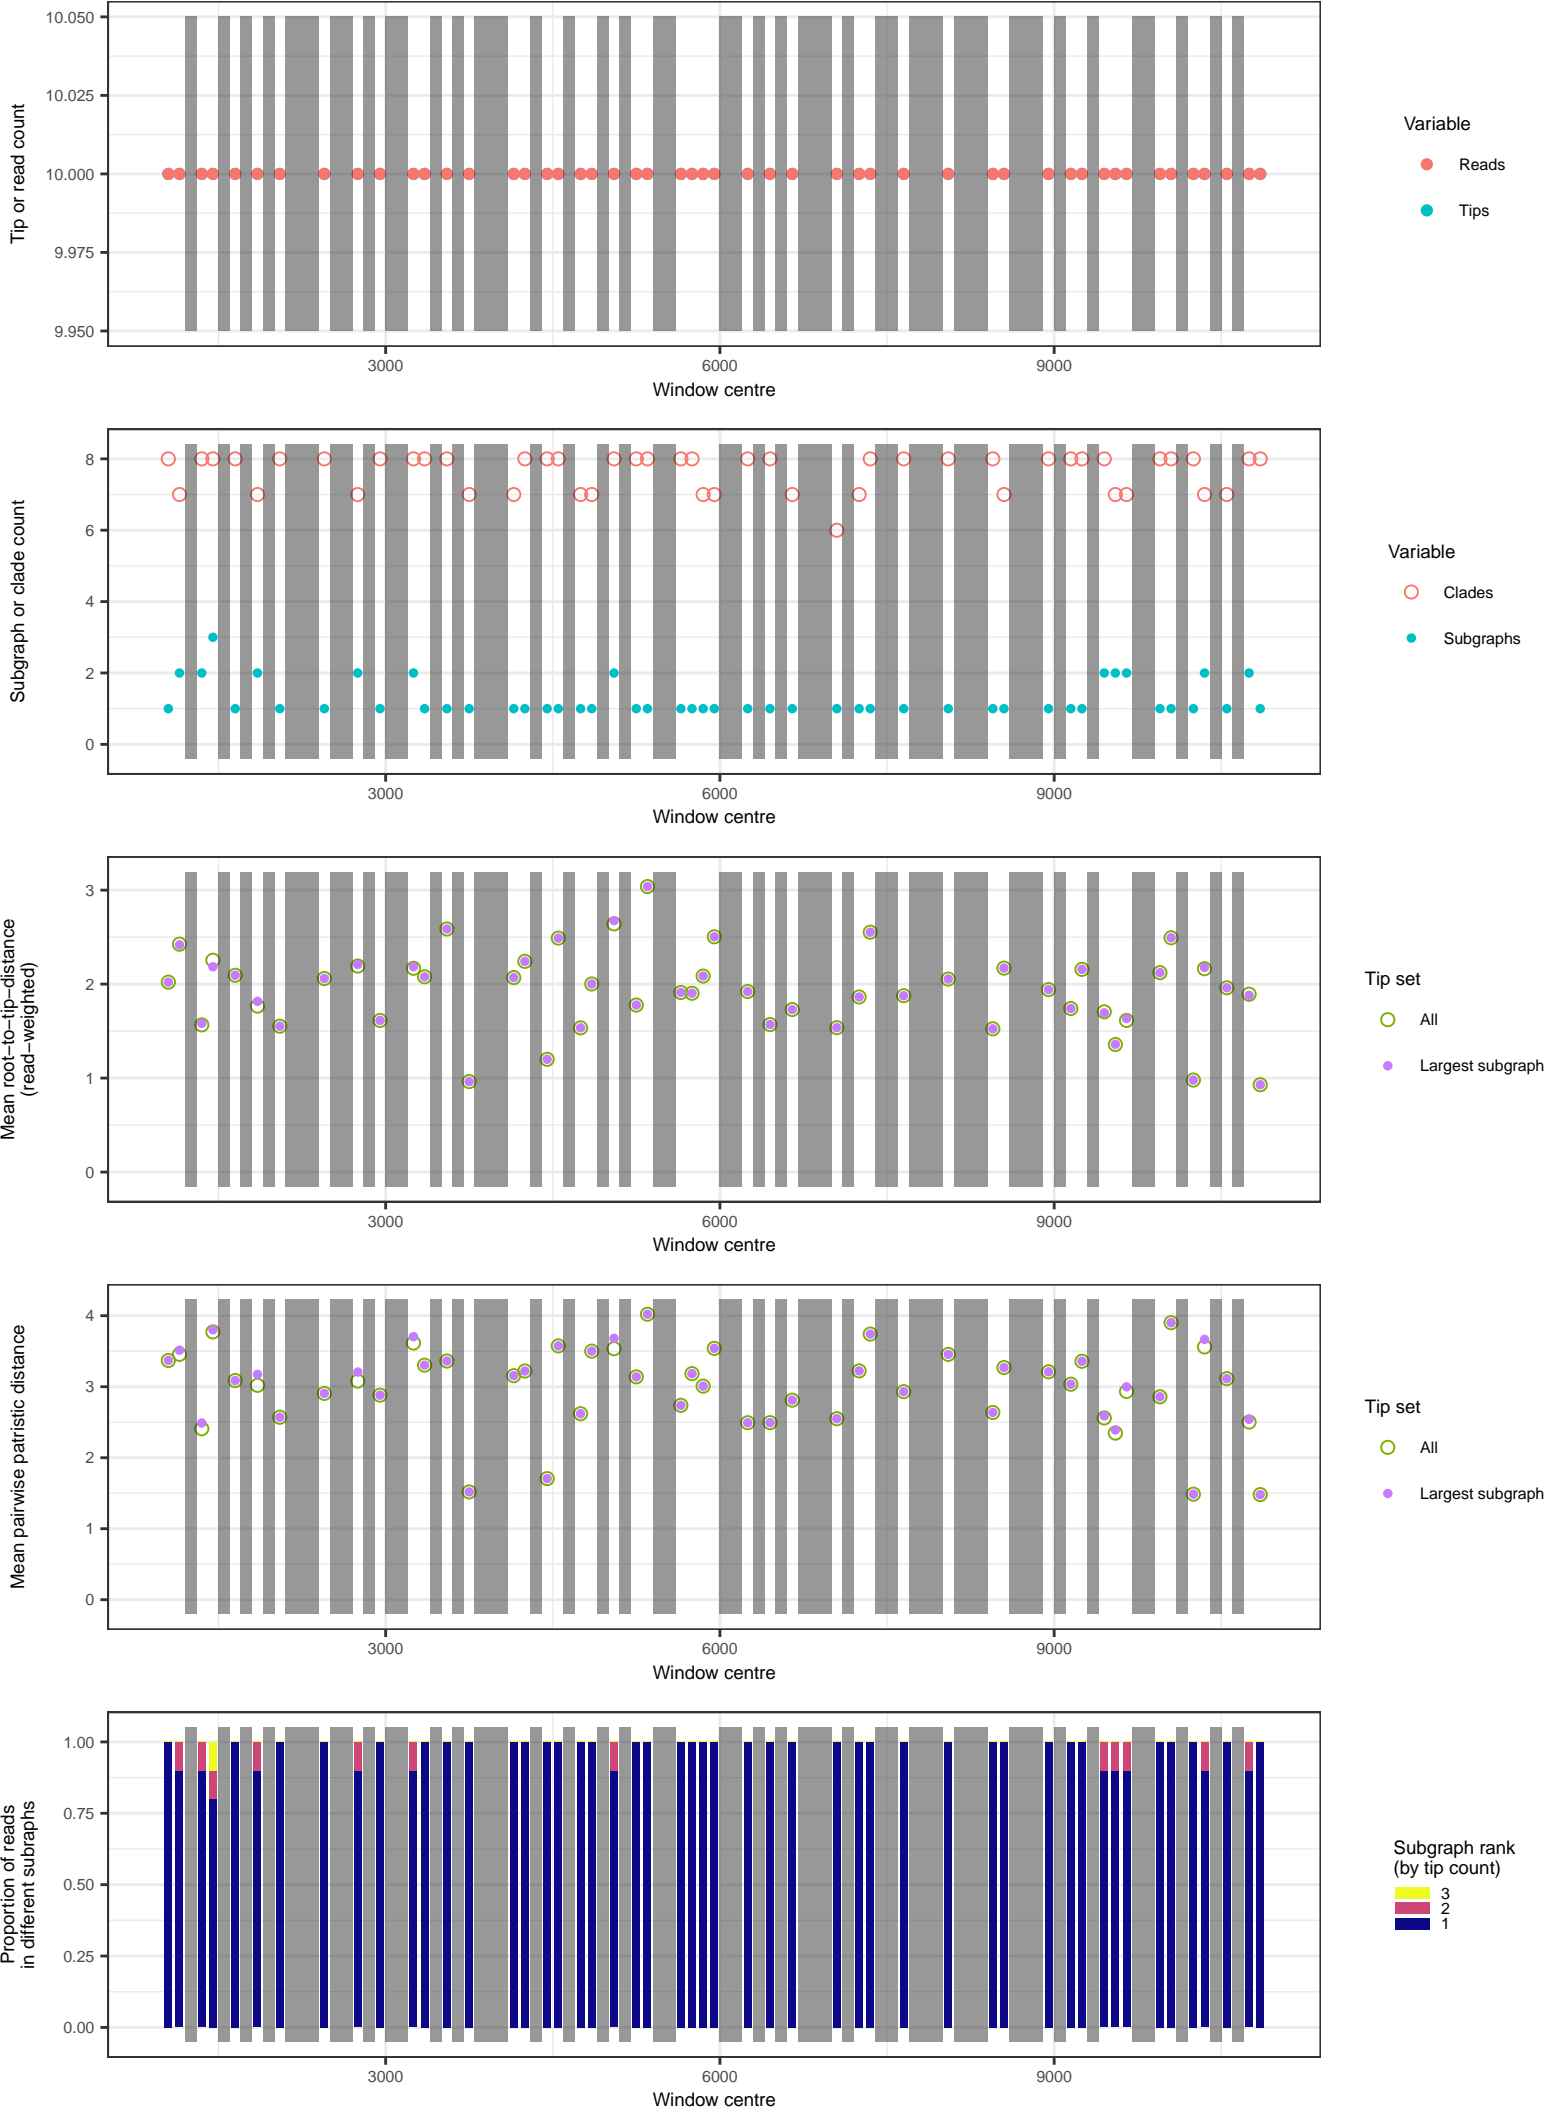 10.050
10.025
10.000
9.975
9.950
Tip or read count
3000
6000
9000
Window centre
Variable
Reads
Tips
8
6
4
2
0
Subgraph or clade count
3000
6000
9000
Window centre
Variable
Clades
Subgraphs
3
2
1
0
Mean root−to−tip−distance
(read−weighted)
3000
6000
9000
Window centre
Tip set
All
Largest subgraph
4
3
2
1
0
Mean pairwise patristic distance
3000
6000
9000
Window centre
Tip set
All
Largest subgraph
1.00
0.75
0.50
0.25
0.00
Proportion of reads
in different subraphs
3000
6000
9000
Window centre
Subgraph rank
(by tip count)
3
2
1